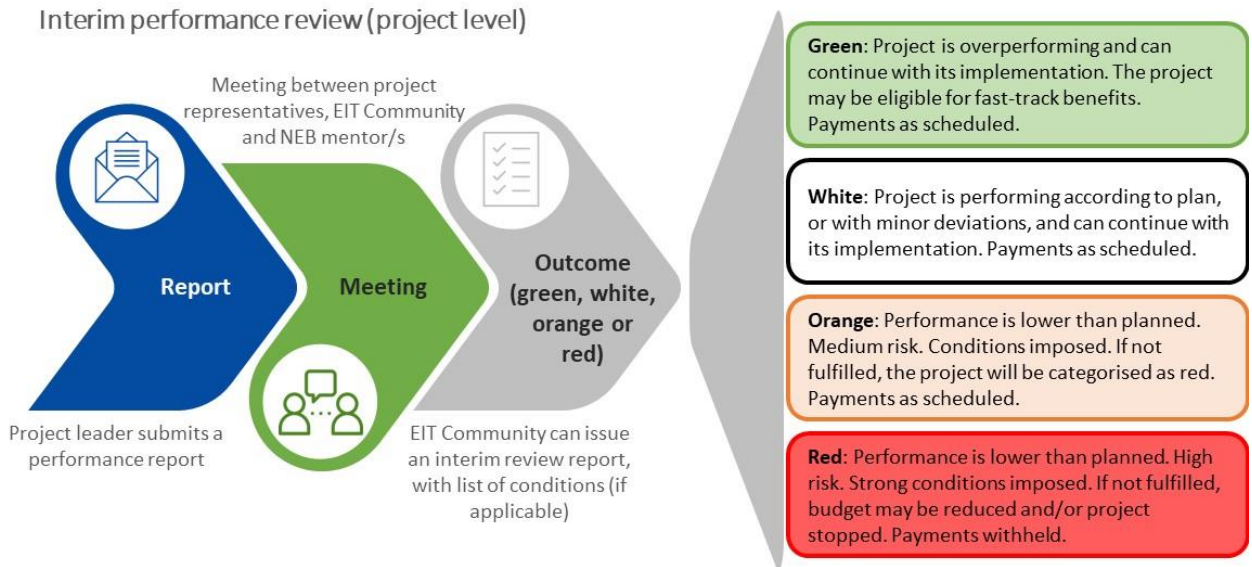 Interim performance review (project level)
Meeting between project
representatives, EIT Community
and NEB mentor/s
Report
Meeting
Outcome
(green, white,
orange or
red)
Project leader submits a
performance report
EIT Community can issue
an interim review report,
with list of conditions (if
applicable)
Green: Project is overperforming and can
continue with its implementation. The project
may be eligible for fast-track benefits.
Payments as scheduled.
White: Project is performing according to plan,
or with minor deviations, and can continue with
its implementation. Payments as scheduled.
Orange: Performance is lower than planned.
Medium risk. Conditions imposed. If not
fulfilled, the project will be categorised as red.
Payments as scheduled.
Red: Performance is lower than planned. High
risk. Strong conditions imposed. If not fulfilled,
budget may be reduced and/or project
stopped. Payments withheld.